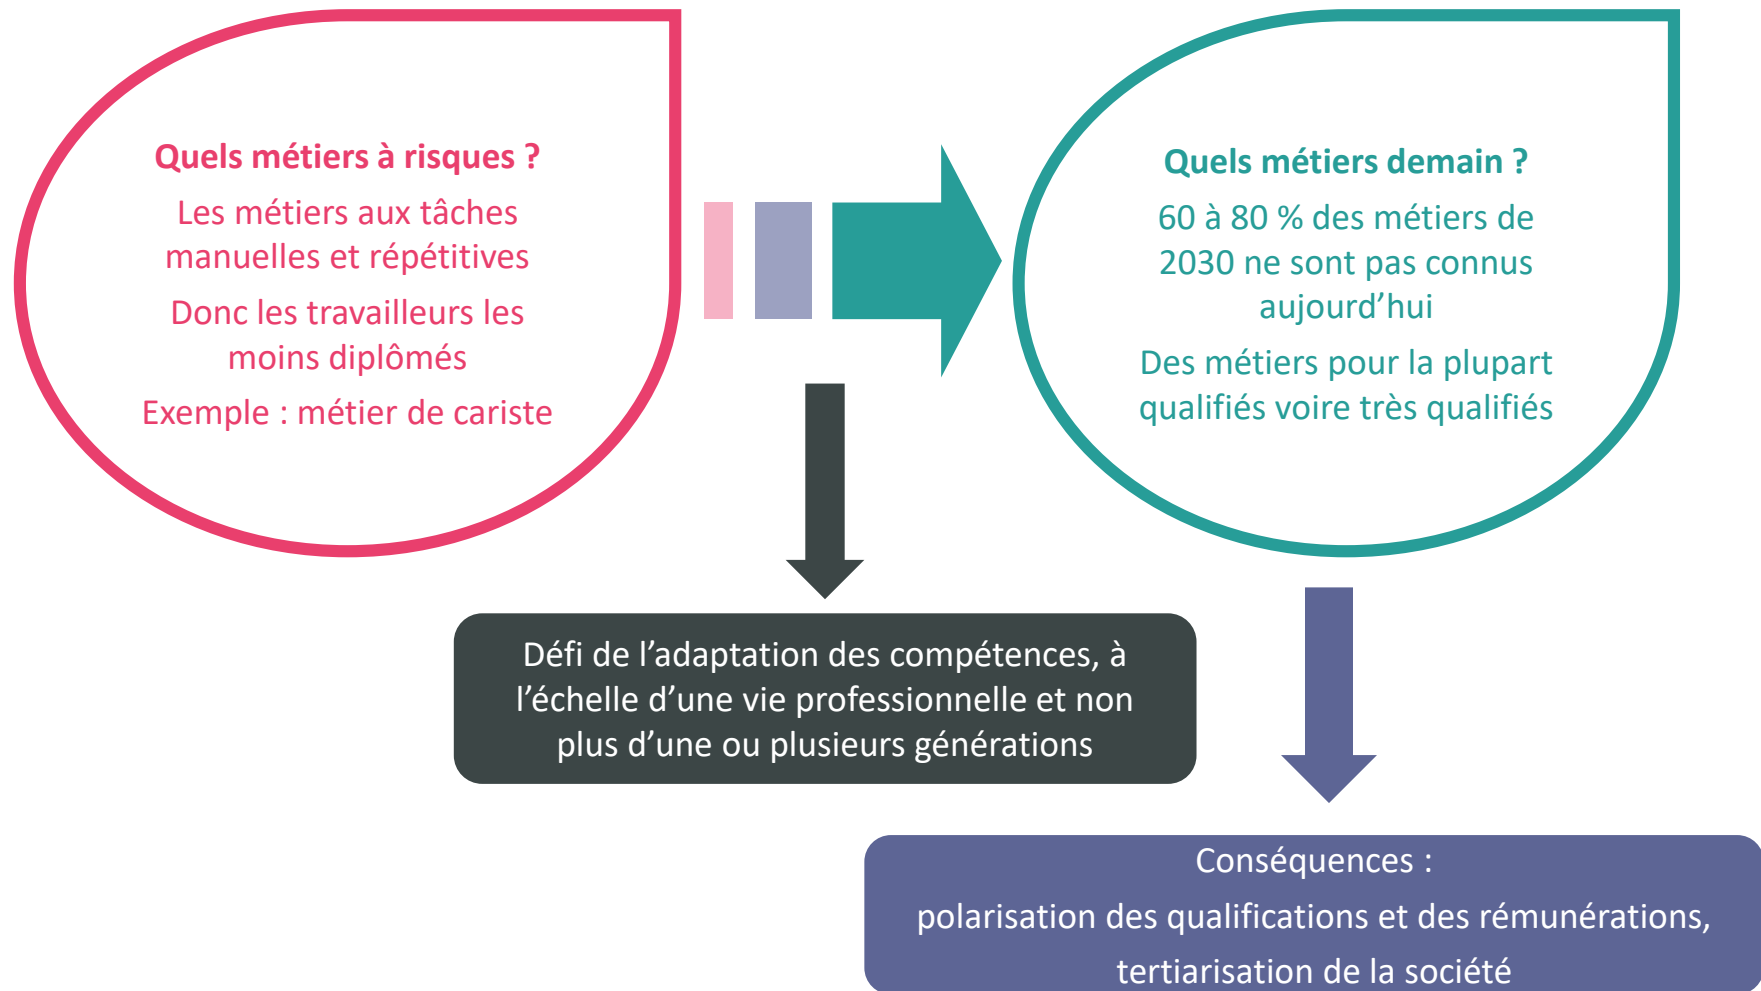 Quels métiers à risques ?
Les métiers aux tâches
manuelles et répétitives
Donc les travailleurs les
moins diplômés
Exemple : métier de cariste
Quels métiers demain ?
60 à 80 % des métiers de
2030 ne sont pas connus
aujourd’hui
Des métiers pour la plupart
qualifiés voire très qualifiés
Défi de l’adaptation des compétences, à
l’échelle d’une vie professionnelle et non
plus d’une ou plusieurs générations
Conséquences :
polarisation des qualifications et des rémunérations,
tertiarisation de la société